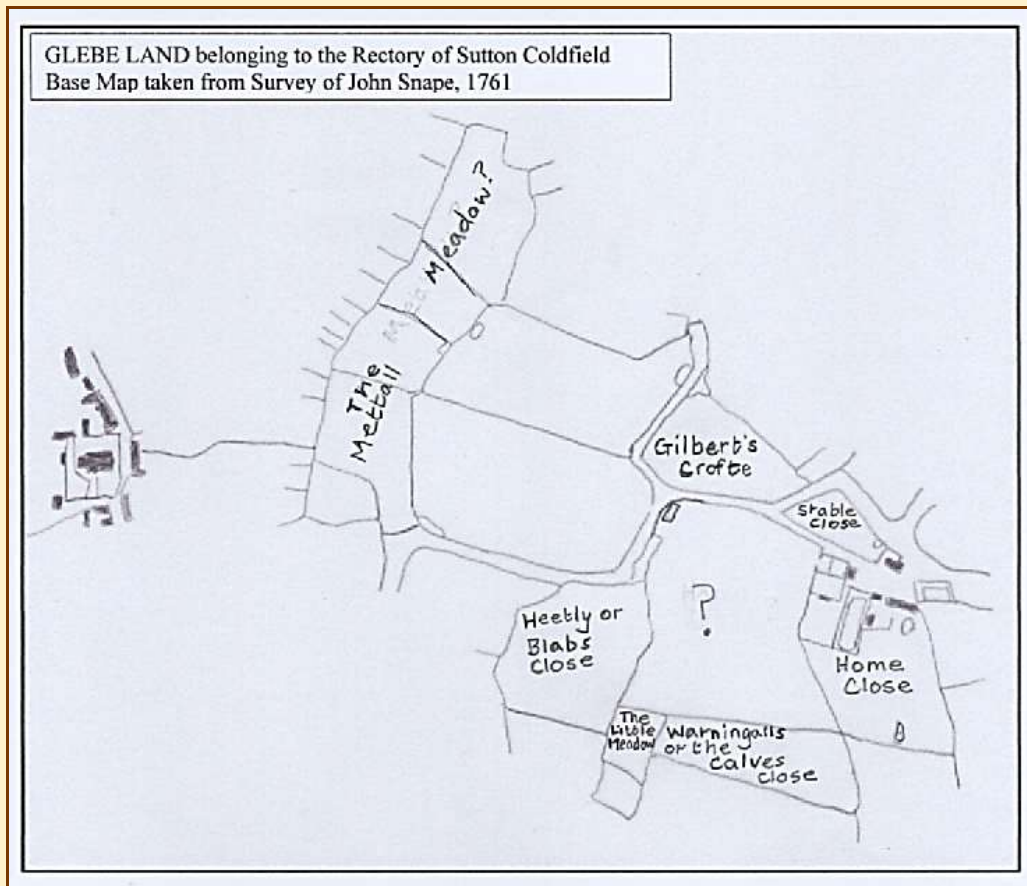 GLEBE LAND belonging to the Rectory of Sutton Coldfield
Base Map taken from Survey of John Snape, 1761
Meadow?
The
Mettall
Gilbert's
Crofte
Stable
Close
?
Heetly or
Blabs
Close
Home
Close
The
Little
Meadow
Warningalls
or the
Calves
Close